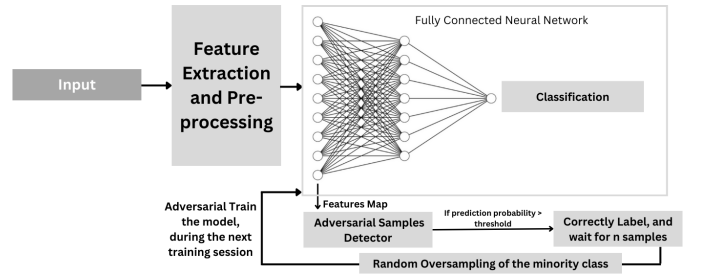 Fully Connected Neural Network
Feature
Extraction
and Pre-
processing
Input
Classification
Features Map
Adversarial Train
the model,
during the next
training session
Adversarial Samples
Detector
If prediction probability >
threshold
Correctly Label, and
wait for n samples
Random Oversampling of the minority class